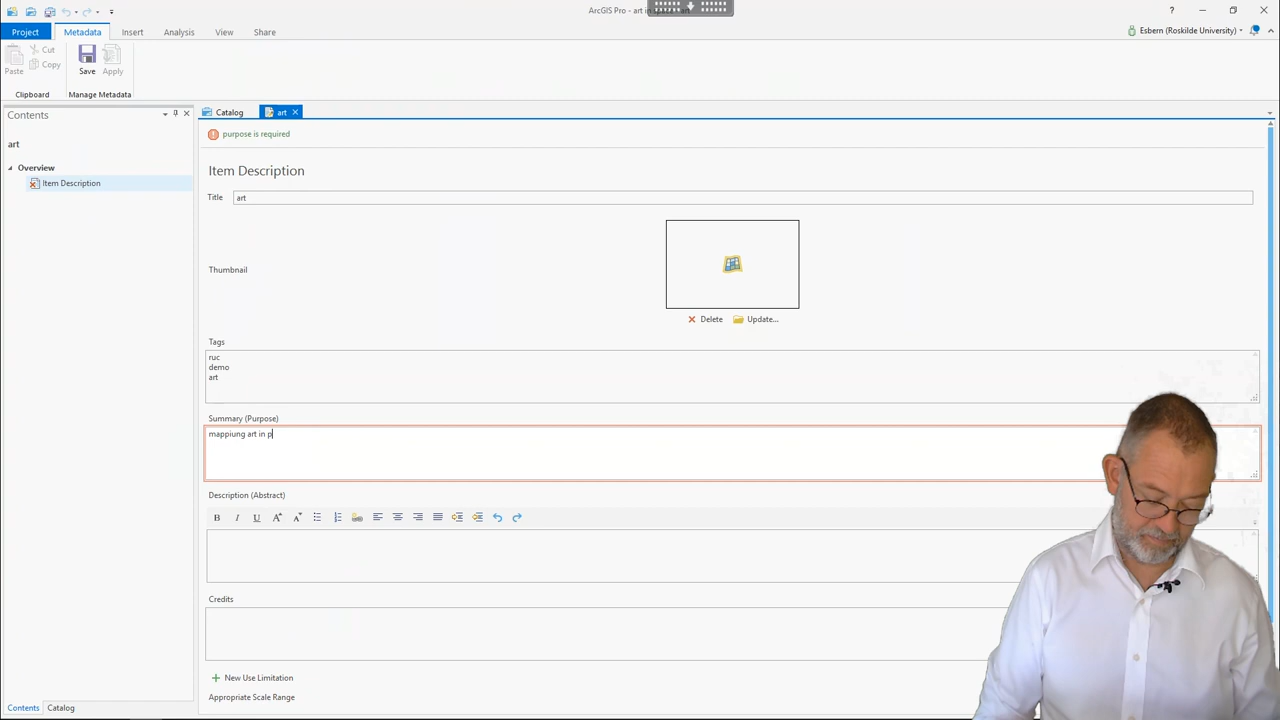 ArcGIS Pro - art in
Project
Metadata
Insert
Analysis
View
Share
Esbern (Roskilde University)
Paste
Cut
Copy
Save
Apply
Clipboard
Manage Metadata
Contents
Catalog
art
purpose is required
art
Overview
Item Description
Item Description
Title
art
Thumbnail
Delete
Update...
Tags
ruc
demo
art
Summary (Purpose)
mappiung art in p
Description (Abstract)
B I U A A
Credits
New Use Limitation
Appropriate Scale Range
Contents
Catalog